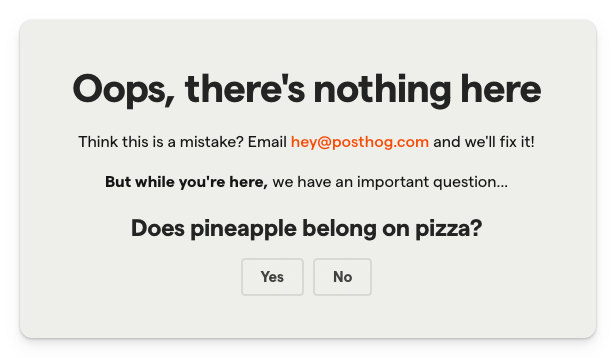 Oops, there's nothing here
Think this is a mistake? Email hey@posthog.com and we'll fix it!
But while you're here, we have an important question...
Does pineapple belong on pizza?
Yes No